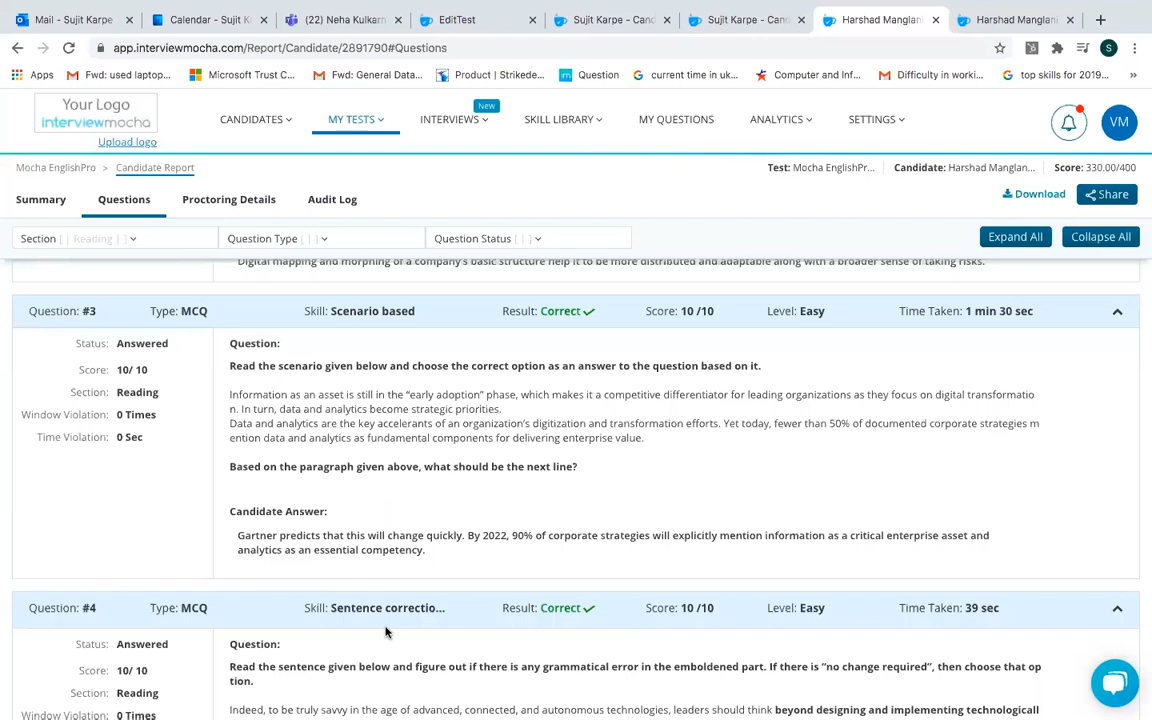 Mail - Sujit Karpe
Calendar - Sujit K
(22) Neha Kulkarn
EditTest
Sujit Karpe - Cand
Sujit Karpe - Cand
Harshad Manglani
Harshad Manglani
app.interviewmocha.com/Report/Candidate/2891790#Questions
S
Apps
Fwd: used laptop...
Microsoft Trust C...
Fwd: General Data...
Product | Strikede...
Question
current time in uk...
Computer and Inf...
Difficulty in worki...
top skills for 2019...
»
Your Logo
interviewmocha
Upload logo
CANDIDATES
MY TESTS
New
INTERVIEWS
SKILL LIBRARY
MY QUESTIONS
ANALYTICS
SETTINGS
VM
Mocha EnglishPro > Candidate Report
Test: Mocha EnglishPr... Candidate: Harshad Manglan... Score: 330.00/400
Summary Questions Proctoring Details Audit Log
Download Share
Section [ | Reading | ] Question Type [ | ] Question Status [ | ]
Expand All Collapse All
Digital mapping and morphing of a company's basic structure help it to be more distributed and adaptable along with a broader sense of taking risks.
Question: #3 Type: MCQ Skill: Scenario based Result: Correct Score: 10 /10 Level: Easy Time Taken: 1 min 30 sec
Status: Answered
Score: 10/ 10
Section: Reading
Window Violation: 0 Times
Time Violation: 0 Sec
Question:
Read the scenario given below and choose the correct option as an answer to the question based on it.
Information as an asset is still in the “early adoption” phase, which makes it a competitive differentiator for leading organizations as they focus on digital transformatio
n. In turn, data and analytics become strategic priorities.
Data and analytics are the key accelerants of an organization’s digitization and transformation efforts. Yet today, fewer than 50% of documented corporate strategies m
ention data and analytics as fundamental components for delivering enterprise value.
Based on the paragraph given above, what should be the next line?
Candidate Answer:
Gartner predicts that this will change quickly. By 2022, 90% of corporate strategies will explicitly mention information as a critical enterprise asset and
analytics as an essential competency.
Question: #4 Type: MCQ Skill: Sentence correctio... Result: Correct Score: 10 /10 Level: Easy Time Taken: 39 sec
Status: Answered
Score: 10/ 10
Section: Reading
Window Violation: 0 Times
Question:
Read the sentence given below and figure out if there is any grammatical error in the emboldened part. If there is “no change required”, then choose that op
tion.
Indeed, to be truly savvy in the age of advanced, connected, and autonomous technologies, leaders should think beyond designing and implementing technologicall